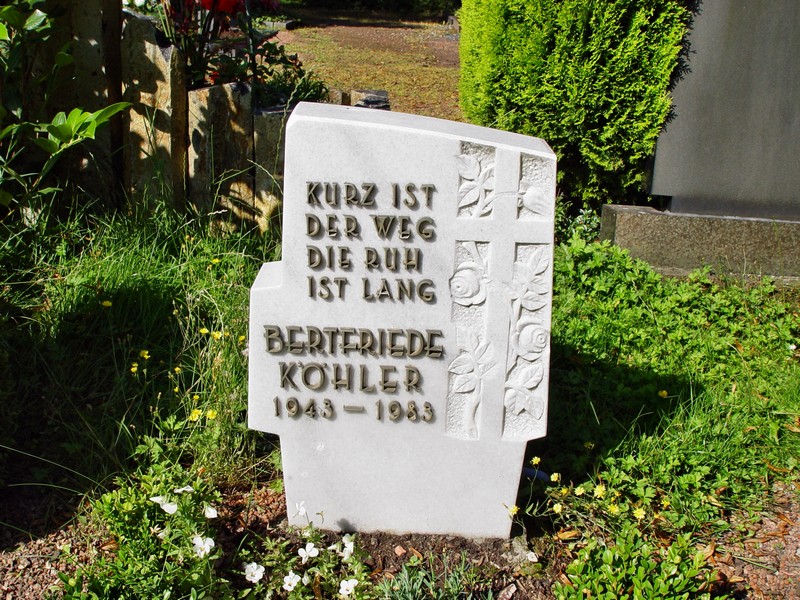 KURZ IST
DER WEG
DIE RUH
IST LANG
BERTFRIEDE
KÖHLER
1943 — 1983